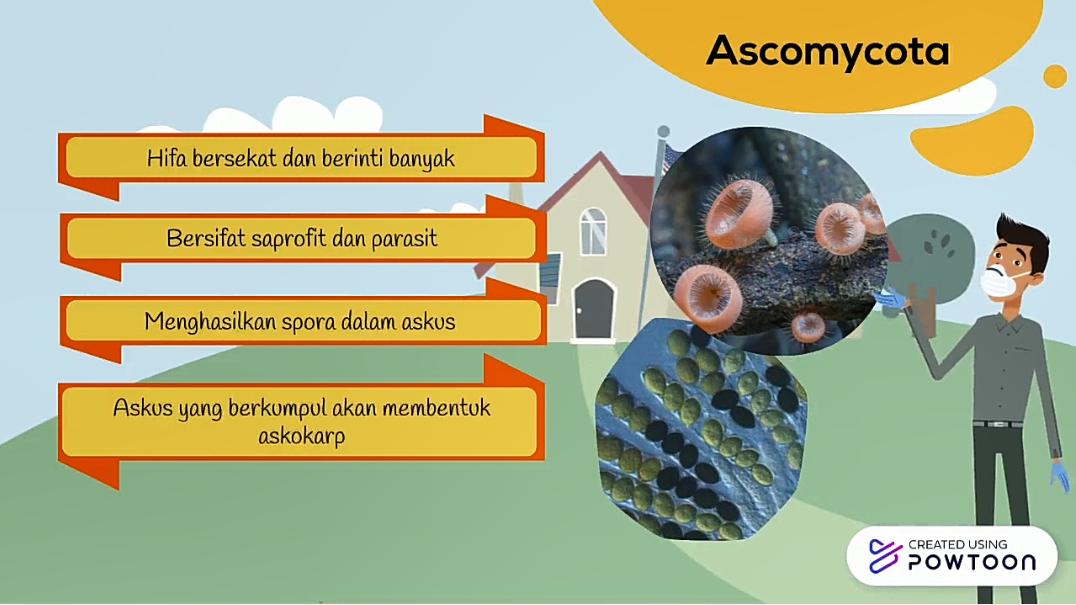 Ascomycota
Hifa bersekat dan berinti banyak
Bersifat saprofit dan parasit
Menghasilkan spora dalam askus
Askus yang berkumpul akan membentuk
askokarp
CREATED USING
POWTOON